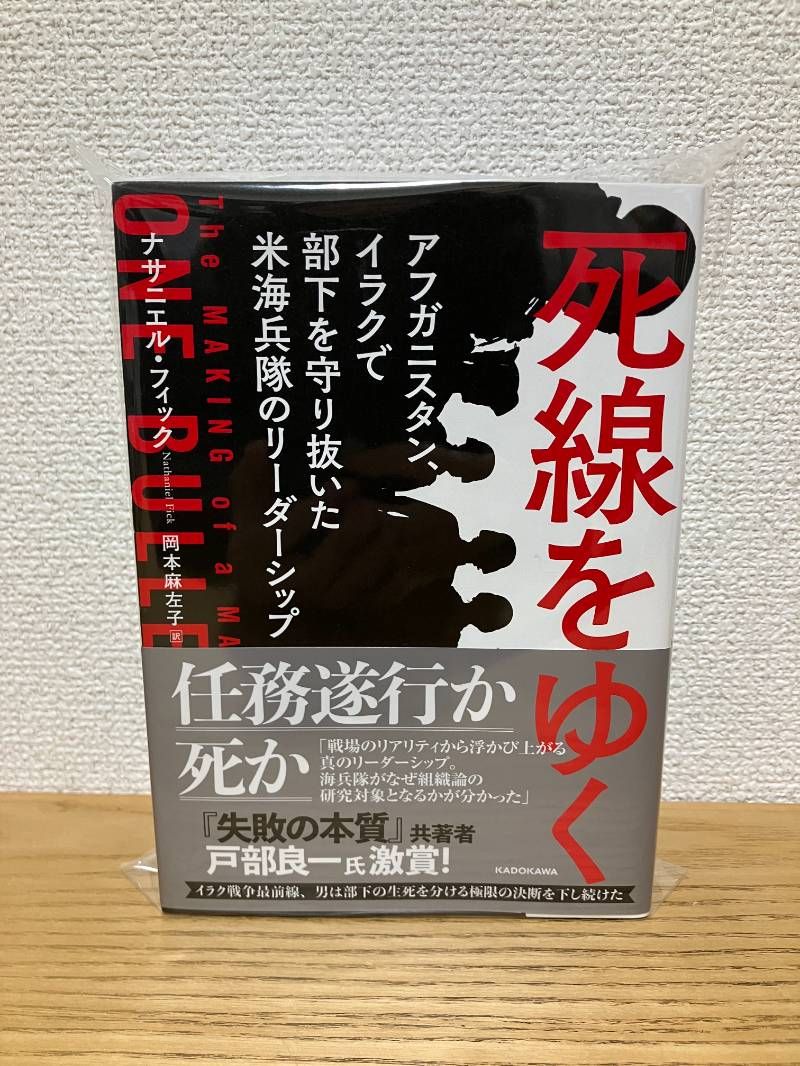 死線をゆく
アフガニスタン、
イラクで
部下を守り抜いた
米海兵隊のリーダーシップ
The MAKING of a MA
ONE BULLE
ナサニエル・フィック
Nathaniel Fick
岡本麻左子 訳
任務遂行か
死か
「戦場のリアリティから浮かび上がる
真のリーダーシップ。
海兵隊がなぜ組織論の
研究対象となるかが分かった」
『失敗の本質』共著者
戸部良一氏激賞!
KADOKAWA
イラク戦争最前線、男は部下の生死を分ける極限の決断を下し続けた